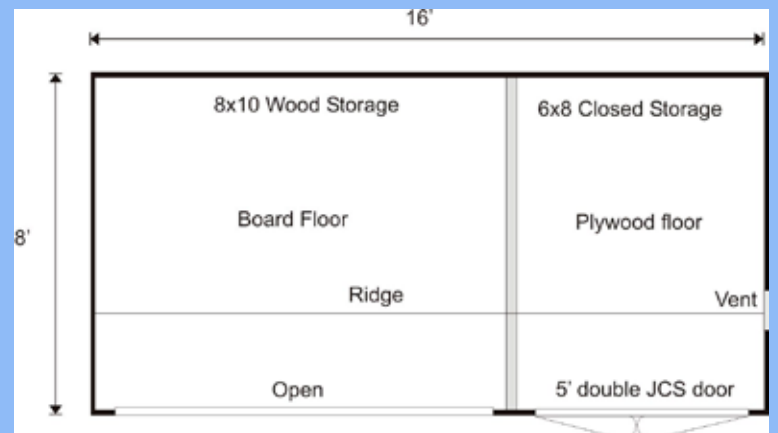 16'
8x10 Wood Storage
6x8 Closed Storage
Board Floor
Plywood floor
8'
Ridge
Vent
Open
5' double JCS door